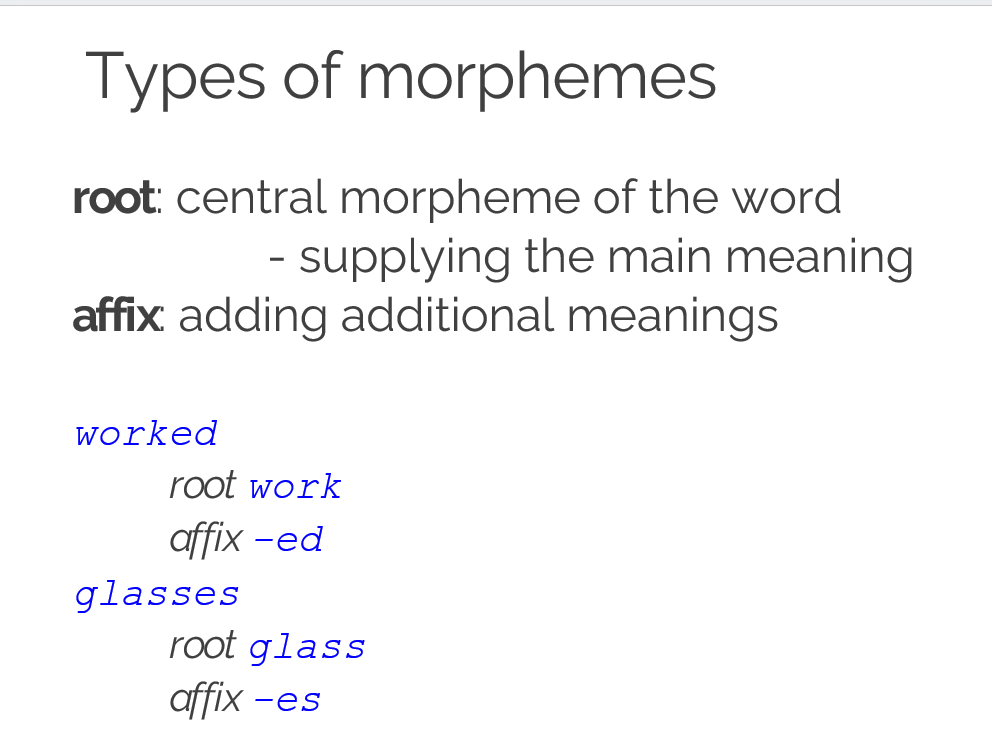 Types of morphemes
root: central morpheme of the word
- supplying the main meaning
affix: adding additional meanings
worked
root work
affix -ed
glasses
root glass
affix -es